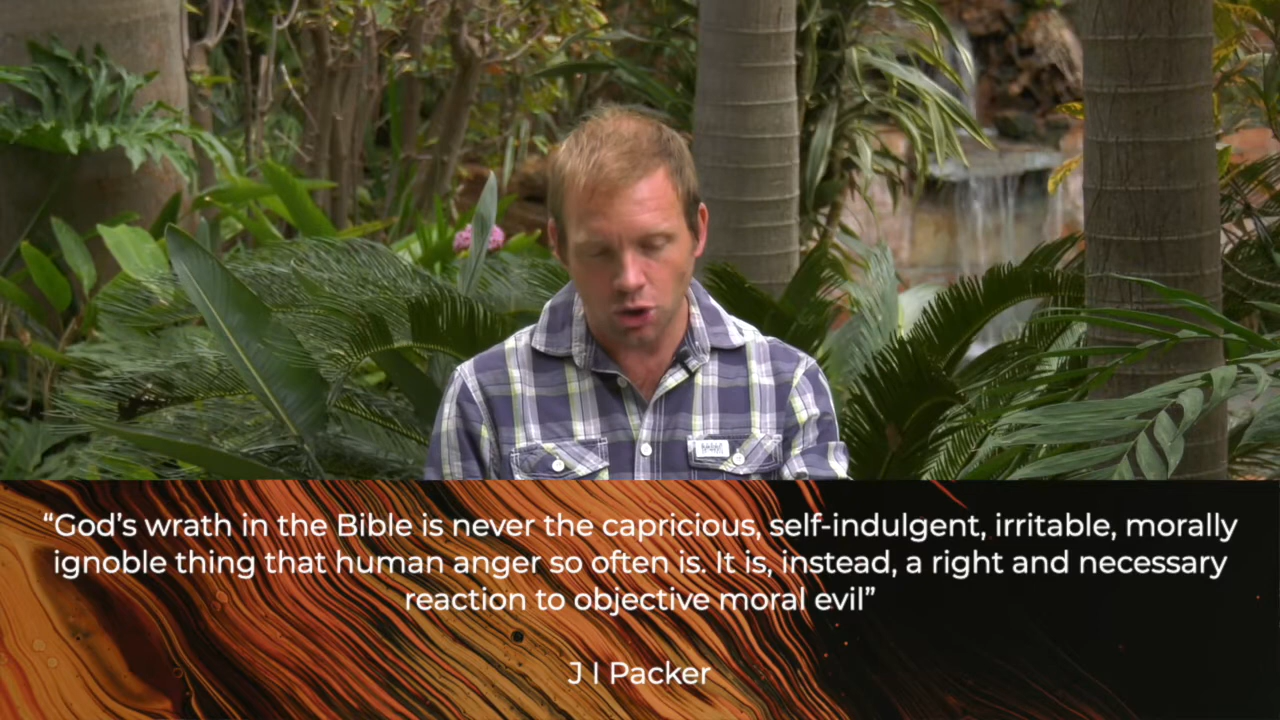 “God’s wrath in the Bible is never the capricious, self-indulgent, irritable, morally
ignoble thing that human anger so often is. It is, instead, a right and necessary
reaction to objective moral evil”
J I Packer